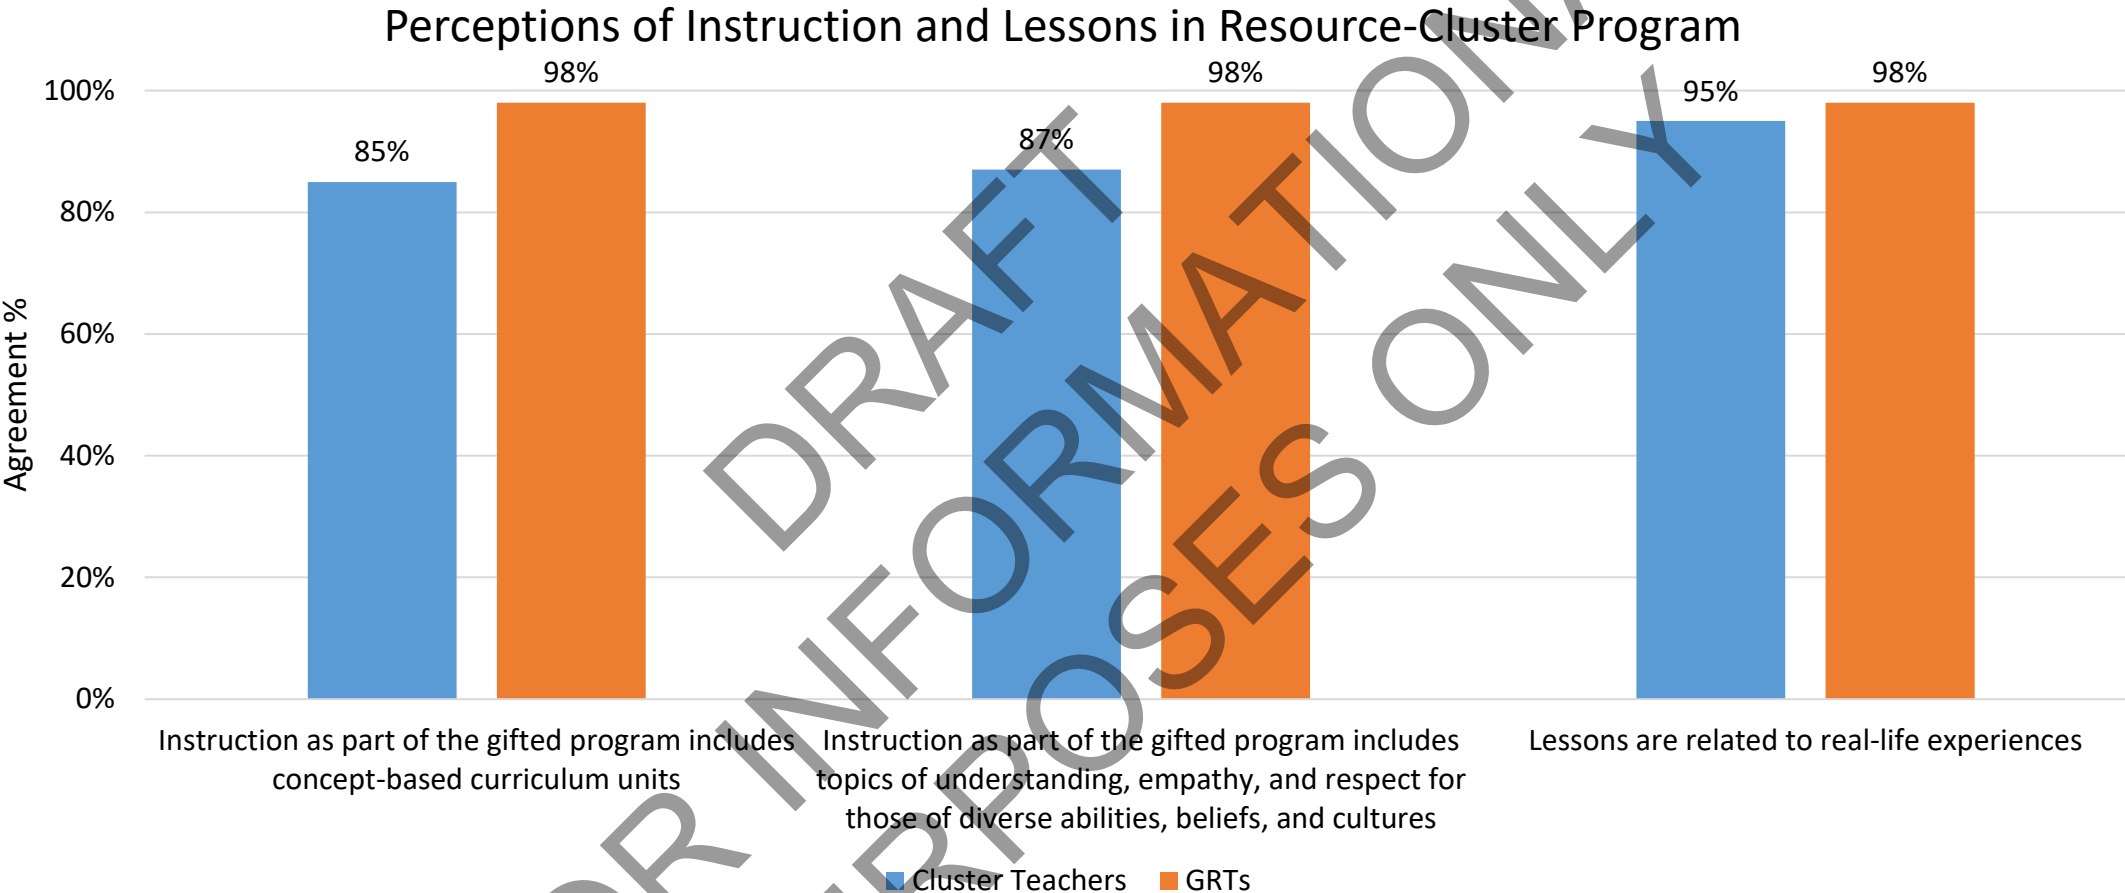 Perceptions of Instruction and Lessons in Resource-Cluster Program
Agreement %
100%
80%
60%
40%
20%
0%
85%
98%
87%
98%
95%
98%
Instruction as part of the gifted program includes
concept-based curriculum units
Instruction as part of the gifted program includes
topics of understanding, empathy, and respect for
those of diverse abilities, beliefs, and cultures
Lessons are related to real-life experiences
Cluster Teachers
GRTs
DRAFT
OR INFORMATIONA
RPOSES ONLY